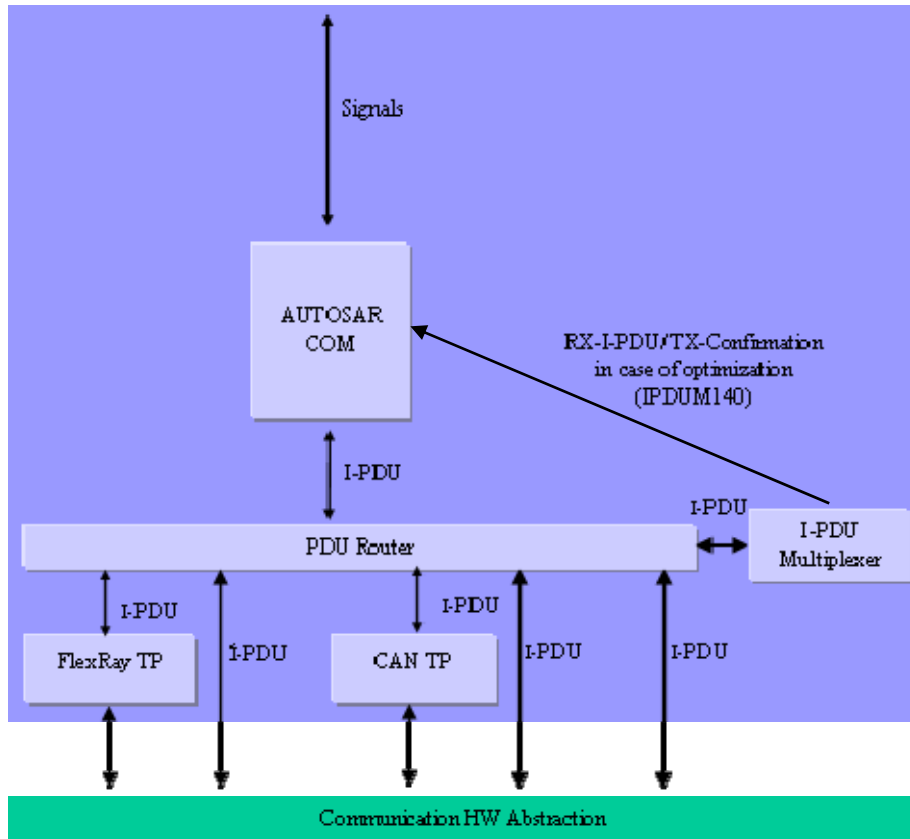 Signals
AUTOSAR
COM
RX-I-PDU/TX-Confirmation
in case of optimization
(IPDUM140)
I-PDU
I-PDU
PDU Router
I-PDU
Multiplexer
I-PDU
I-PDU
I-PDU
I-PDU
I-PDU
FlexRay TP
CAN TP
Communication HW Abstraction